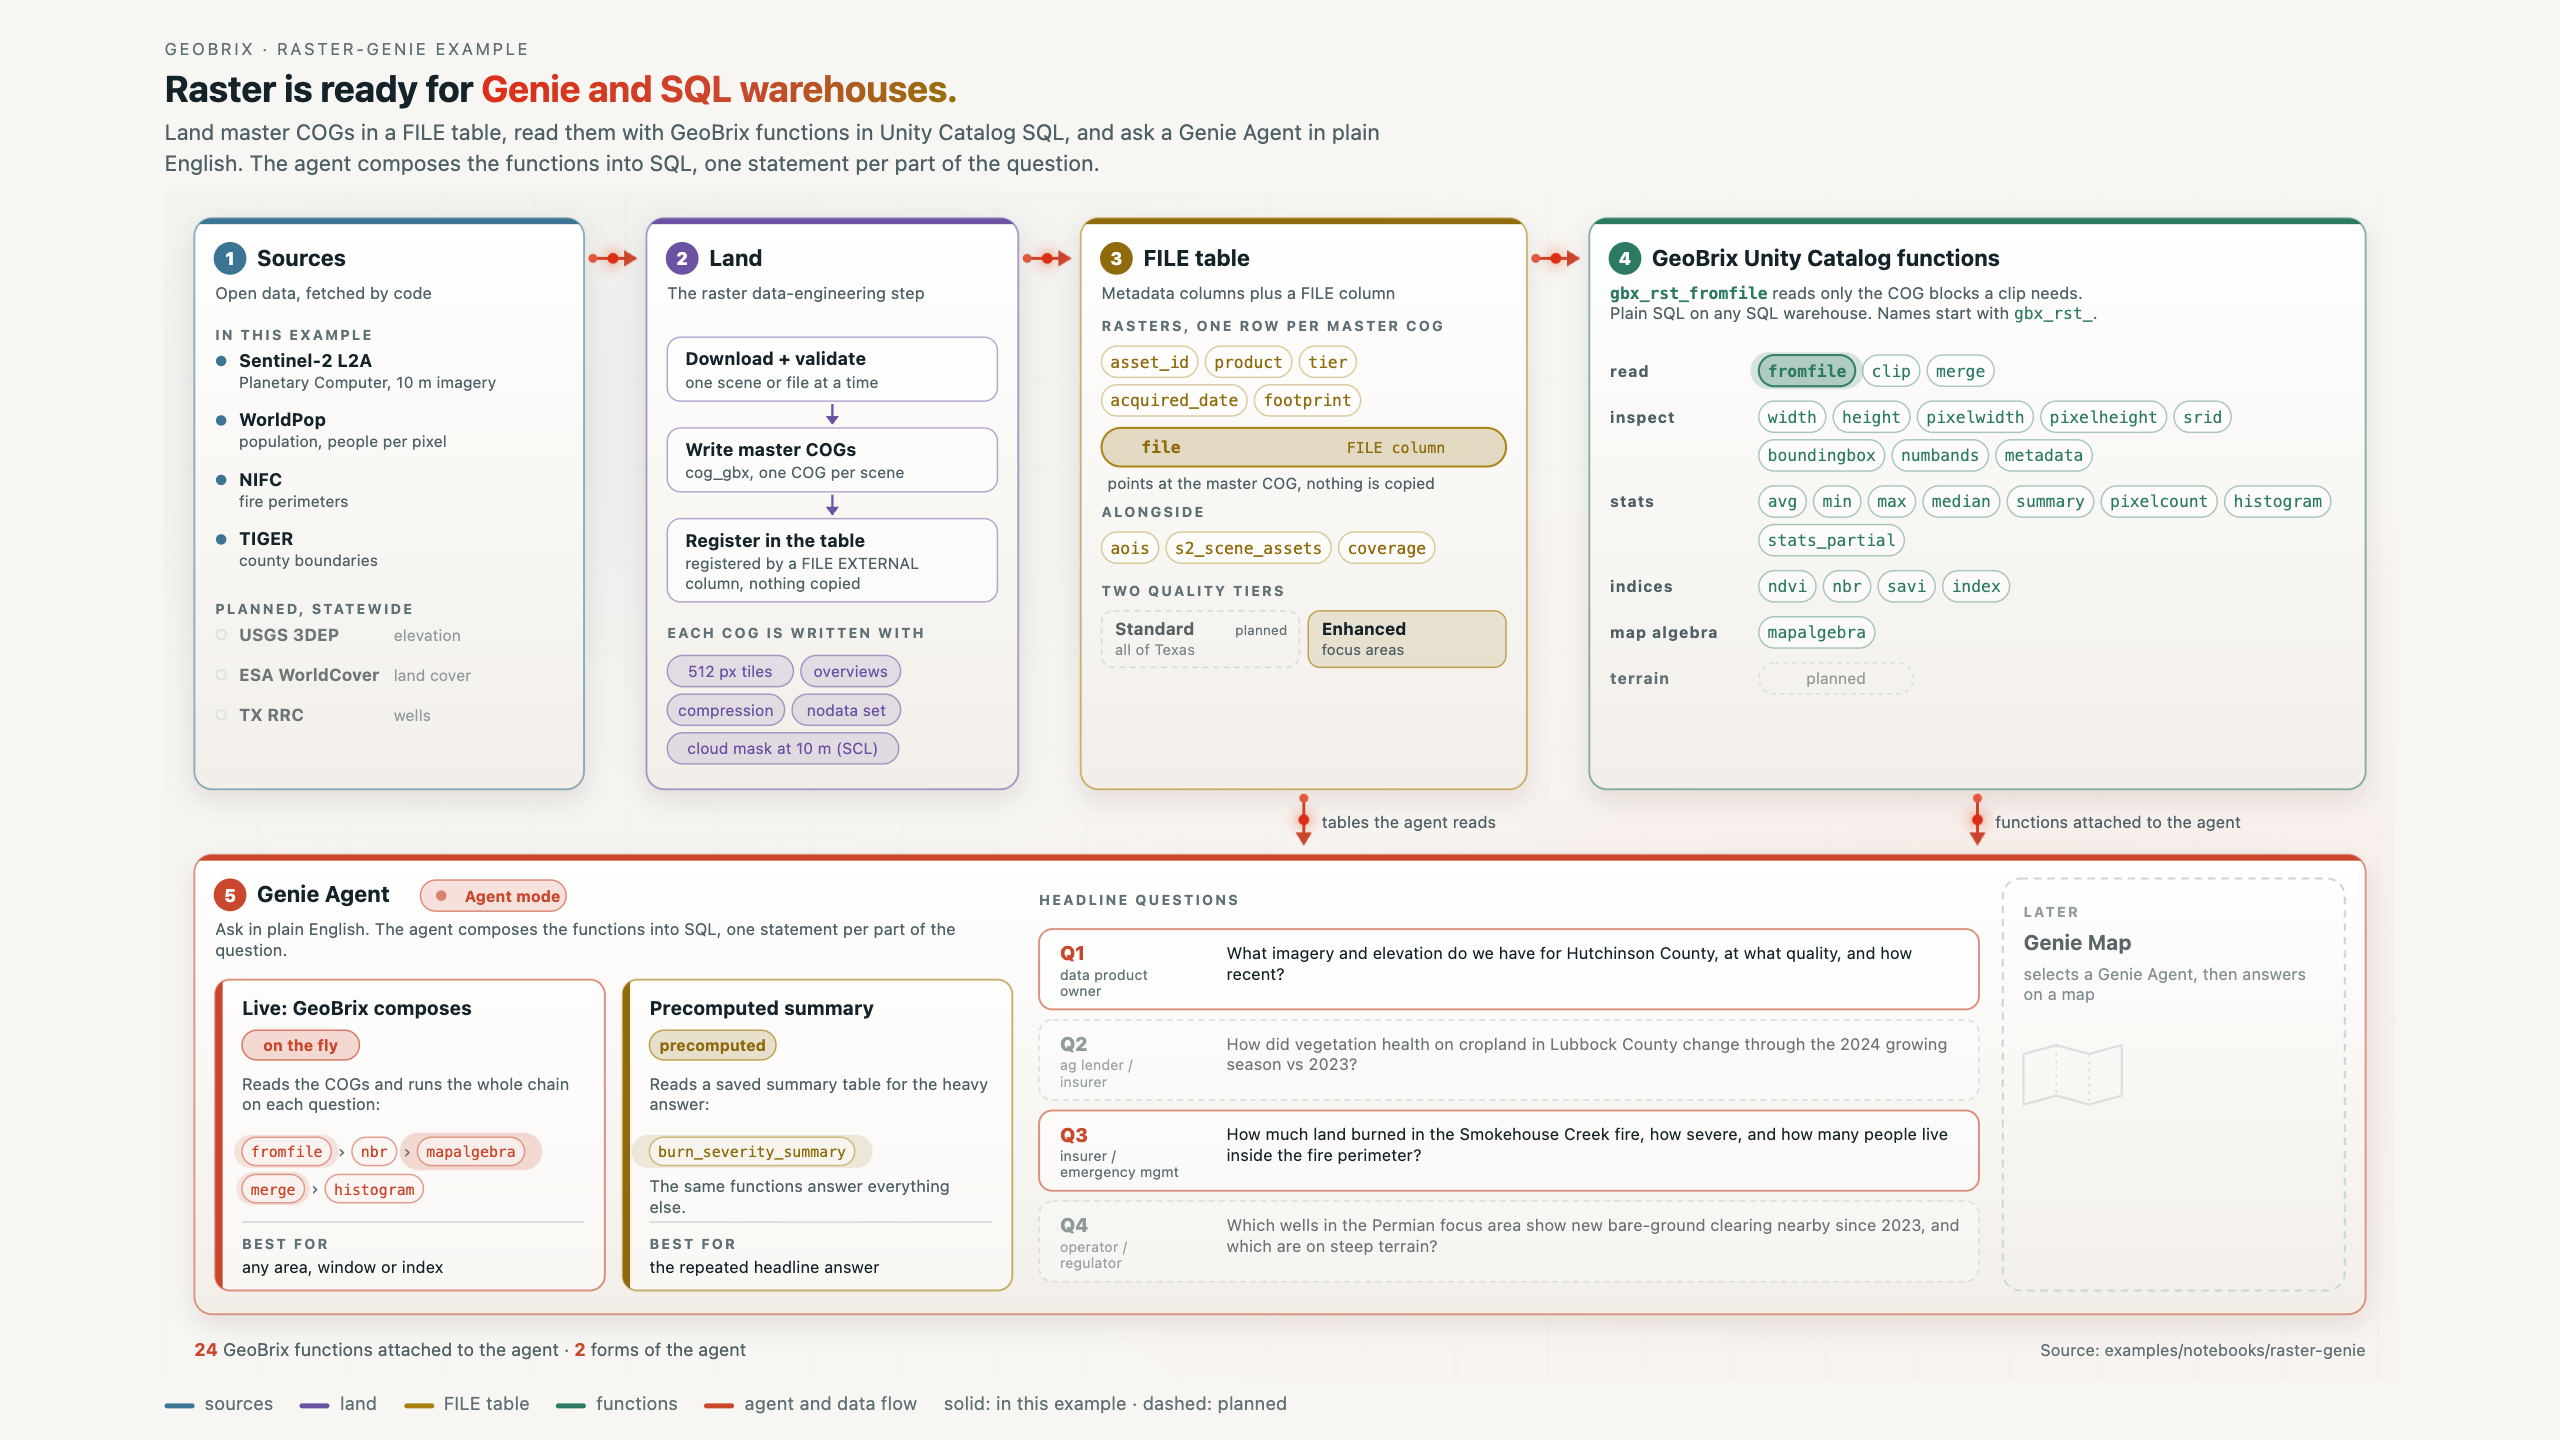 GEOBRIX · RASTER-GENIE EXAMPLE
Raster is ready for Genie and SQL warehouses.
Land master COGs in a FILE table, read them with GeoBrix functions in Unity Catalog SQL, and ask a Genie Agent in plain
English. The agent composes the functions into SQL, one statement per part of the question.
1 Sources
Open data, fetched by code
IN THIS EXAMPLE
Sentinel-2 L2A
Planetary Computer, 10 m imagery
WorldPop
population, people per pixel
NIFC
fire perimeters
TIGER
county boundaries
PLANNED, STATEWIDE
USGS 3DEP elevation
ESA WorldCover land cover
TX RRC wells
2 Land
The raster data-engineering step
Download + validate
one scene or file at a time
Write master COGs
cog_gbx, one COG per scene
Register in the table
registered by a FILE EXTERNAL
column, nothing copied
EACH COG IS WRITTEN WITH
512 px tiles overviews
compression nodata set
cloud mask at 10 m (SCL)
3 FILE table
Metadata columns plus a FILE column
RASTERS, ONE ROW PER MASTER COG
asset_id product tier
acquired_date footprint
file FILE column
points at the master COG, nothing is copied
ALONGSIDE
aois s2_scene_assets coverage
TWO QUALITY TIERS
Standard planned
all of Texas
Enhanced
focus areas
4 GeoBrix Unity Catalog functions
gbx_rst_fromfile reads only the COG blocks a clip needs.
Plain SQL on any SQL warehouse. Names start with gbx_rst_.
read fromfile clip merge
inspect width height pixelwidth pixelheight srid
boundingbox numbands metadata
stats avg min max median summary pixelcount histogram
stats_partial
indices ndvi nbr savi index
map algebra mapalgebra
terrain planned
tables the agent reads
functions attached to the agent
5 Genie Agent Agent mode
Ask in plain English. The agent composes the functions into SQL, one statement per part of the
question.
Live: GeoBrix composes
on the fly
Reads the COGs and runs the whole chain
on each question:
fromfile › nbr › mapalgebra
merge › histogram
BEST FOR
any area, window or index
Precomputed summary
precomputed
Reads a saved summary table for the heavy
answer:
burn_severity_summary
The same functions answer everything
else.
BEST FOR
the repeated headline answer
HEADLINE QUESTIONS
Q1
data product
owner
What imagery and elevation do we have for Hutchinson County, at what quality, and how
recent?
Q2
ag lender /
insurer
How did vegetation health on cropland in Lubbock County change through the 2024 growing
season vs 2023?
Q3
insurer /
emergency mgmt
How much land burned in the Smokehouse Creek fire, how severe, and how many people live
inside the fire perimeter?
Q4
operator /
regulator
Which wells in the Permian focus area show new bare-ground clearing nearby since 2023, and
which are on steep terrain?
LATER
Genie Map
selects a Genie Agent, then answers
on a map
24 GeoBrix functions attached to the agent · 2 forms of the agent
Source: examples/notebooks/raster-genie
sources land FILE table functions agent and data flow solid: in this example · dashed: planned